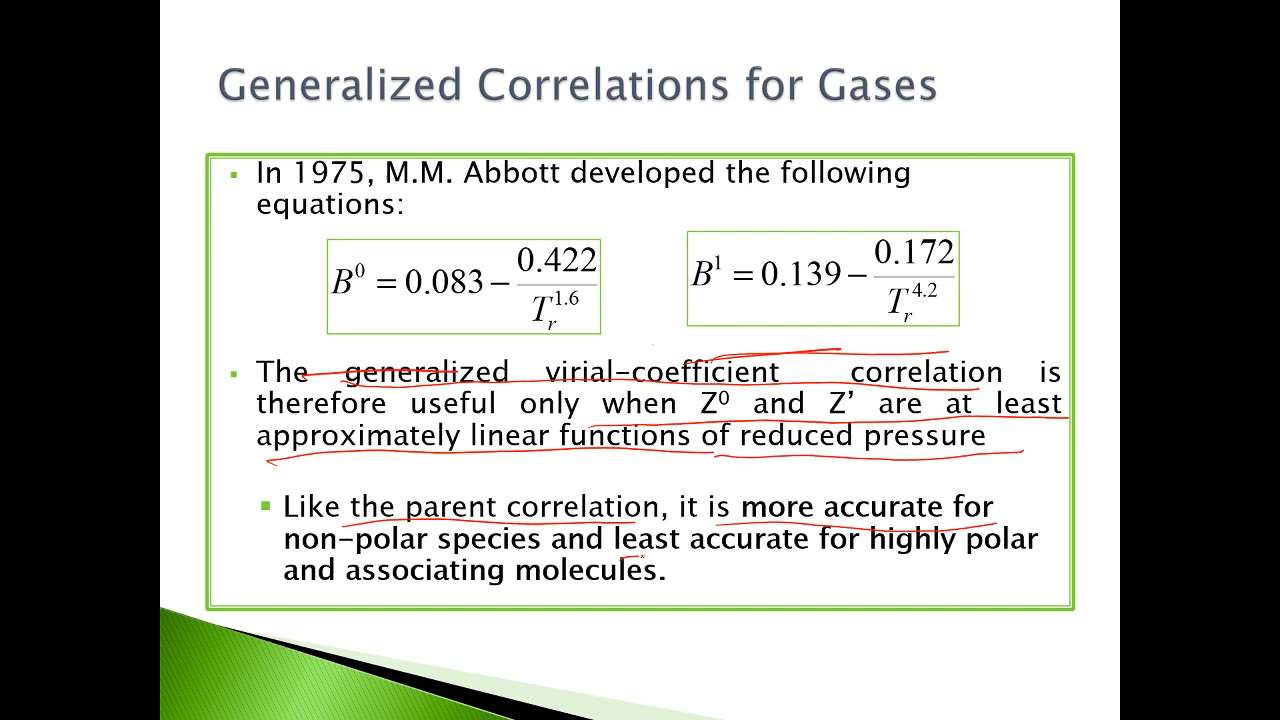 Generalized Correlations for Gases
In 1975, M.M. Abbott developed the following
equations:
B⁰ = 0.083 − 0.422 / Tᵣ^1.6
B¹ = 0.139 − 0.172 / Tᵣ^4.2
The generalized virial-coefficient correlation is
therefore useful only when Z⁰ and Z’ are at least
approximately linear functions of reduced pressure
Like the parent correlation, it is more accurate for
non-polar species and least accurate for highly polar
and associating molecules.